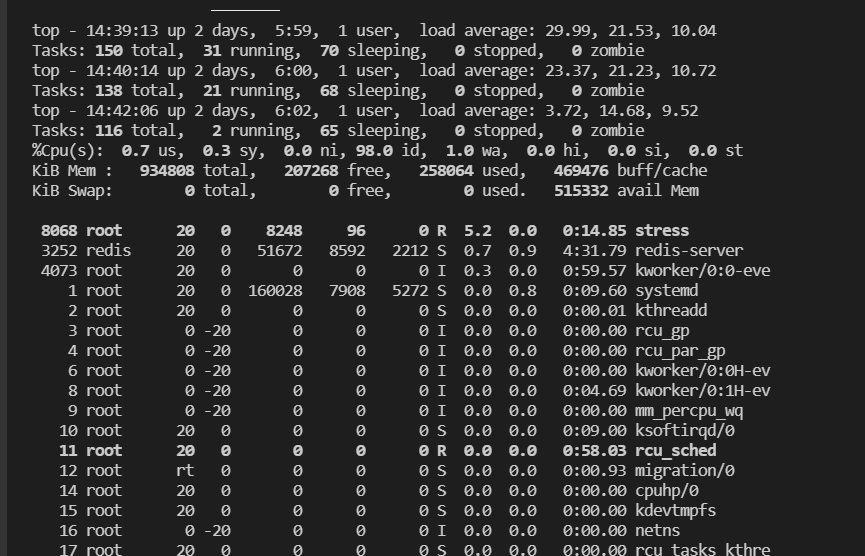 top - 14:39:13 up 2 days,  5:59,  1 user,  load average: 29.99, 21.53, 10.04
Tasks: 150 total,  31 running,  70 sleeping,   0 stopped,   0 zombie
top - 14:40:14 up 2 days,  6:00,  1 user,  load average: 23.37, 21.23, 10.72
Tasks: 138 total,  21 running,  68 sleeping,   0 stopped,   0 zombie
top - 14:42:06 up 2 days,  6:02,  1 user,  load average: 3.72, 14.68, 9.52
Tasks: 116 total,   2 running,  65 sleeping,   0 stopped,   0 zombie
%Cpu(s):  0.7 us,  0.3 sy,  0.0 ni, 98.0 id,  1.0 wa,  0.0 hi,  0.0 si,  0.0 st
KiB Mem :   934808 total,   207268 free,   258064 used,   469476 buff/cache
KiB Swap:        0 total,        0 free,        0 used.   515332 avail Mem
8068 root      20   0    8248     96      0 R  5.2  0.0   0:14.85 stress
3252 redis     20   0   51672   8592   2212 S  0.7  0.9   4:31.79 redis-server
4073 root      20   0       0      0      0 I  0.3  0.0   0:59.57 kworker/0:0-eve
1 root      20   0  160028   7908   5272 S  0.0  0.8   0:09.60 systemd
2 root      20   0       0      0      0 S  0.0  0.0   0:00.01 kthreadd
3 root       0 -20       0      0      0 I  0.0  0.0   0:00.00 rcu_gp
4 root       0 -20       0      0      0 I  0.0  0.0   0:00.00 rcu_par_gp
6 root       0 -20       0      0      0 I  0.0  0.0   0:00.00 kworker/0:0H-ev
8 root       0 -20       0      0      0 I  0.0  0.0   0:04.69 kworker/0:1H-ev
9 root       0 -20       0      0      0 I  0.0  0.0   0:00.00 mm_percpu_wq
10 root      20   0       0      0      0 S  0.0  0.0   0:09.00 ksoftirqd/0
11 root      20   0       0      0      0 R  0.0  0.0   0:58.03 rcu_sched
12 root      rt   0       0      0      0 S  0.0  0.0   0:00.93 migration/0
14 root      20   0       0      0      0 S  0.0  0.0   0:00.00 cpuhp/0
15 root      20   0       0      0      0 S  0.0  0.0   0:00.00 kdevtmpfs
16 root       0 -20       0      0      0 I  0.0  0.0   0:00.00 netns
17 root      20   0       0      0      0 S  0.0  0.0   0:00.00 rcu_tasks_kthre